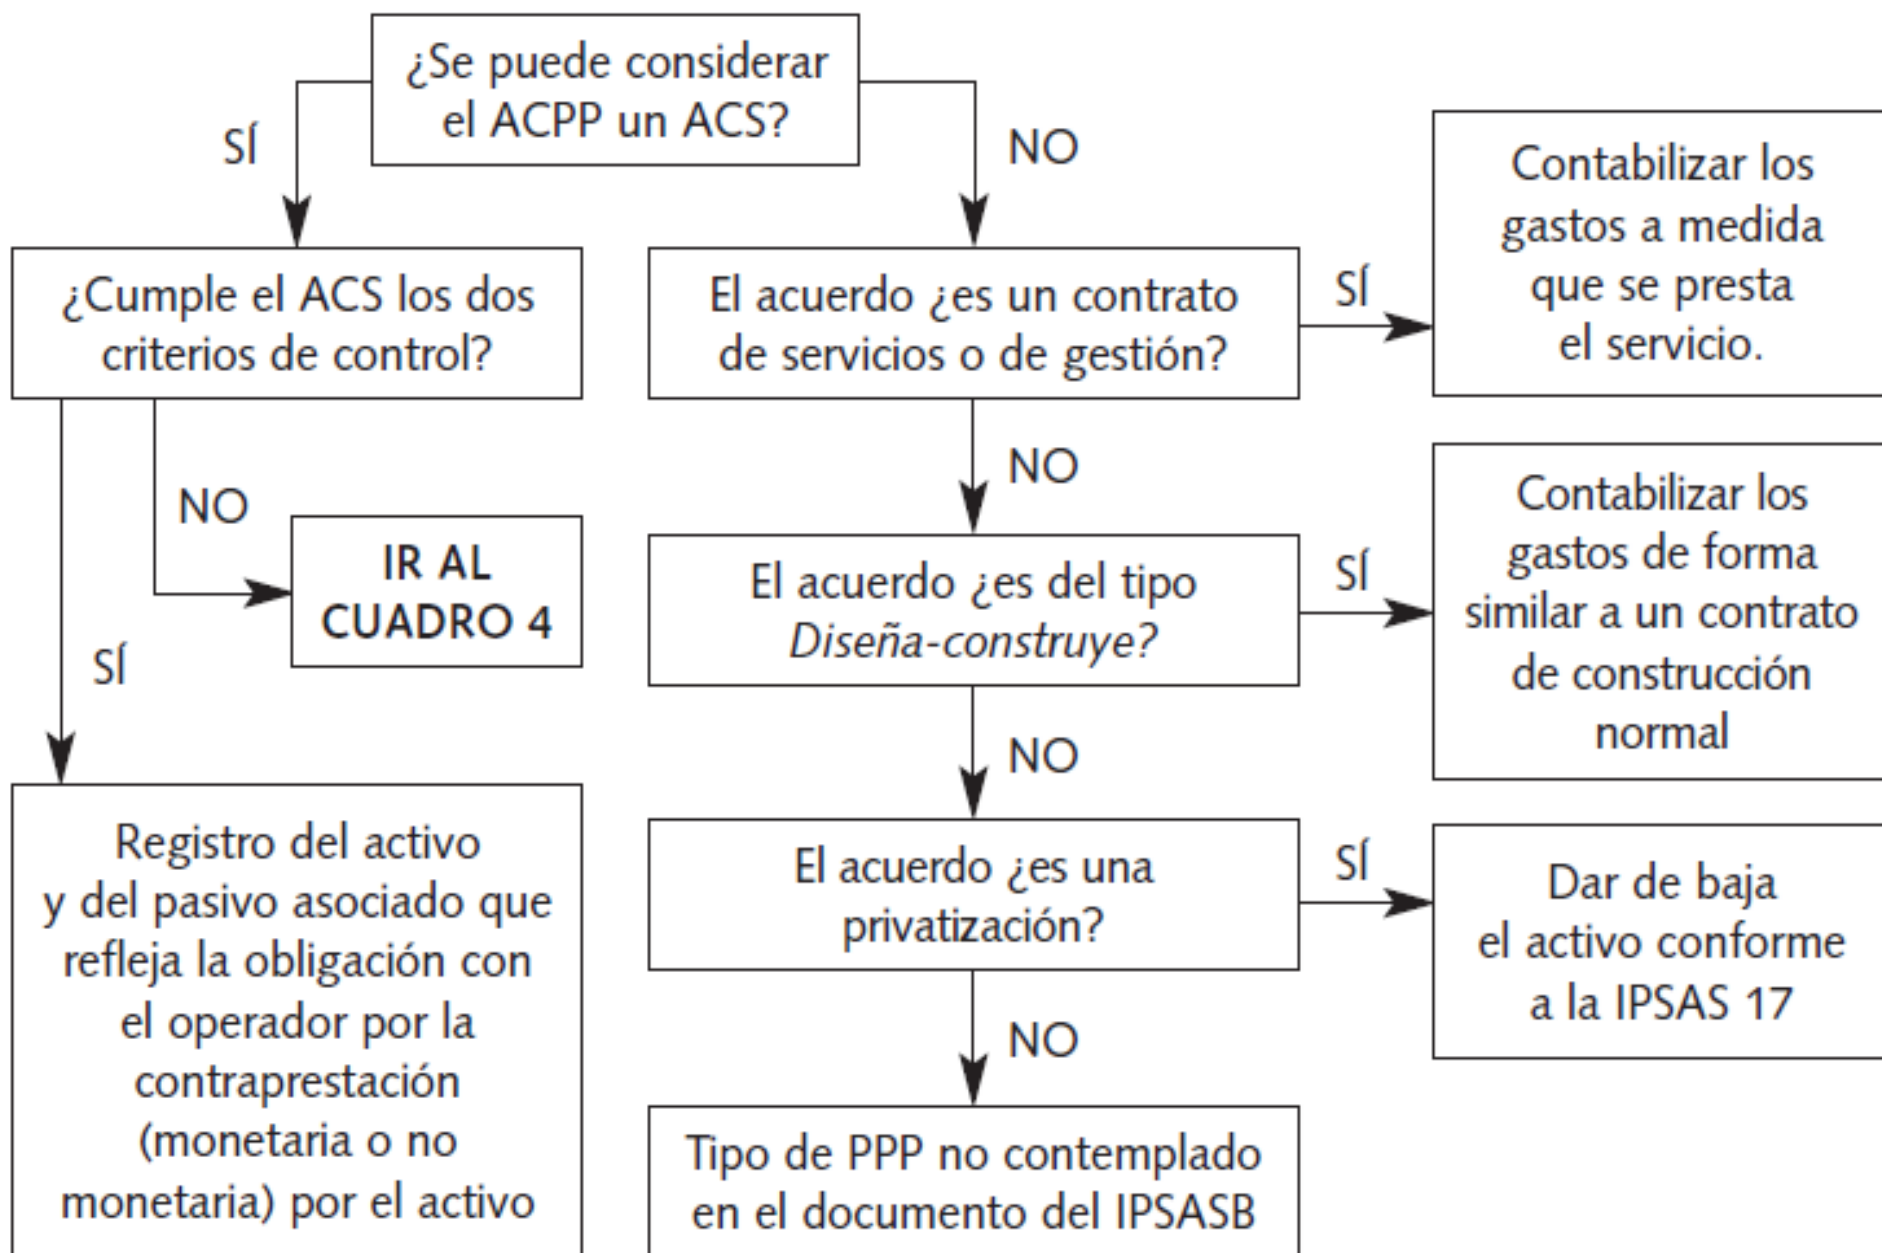 ¿Se puede considerar
el ACPP un ACS?
SÍ
NO
¿Cumple el ACS los dos
criterios de control?
El acuerdo ¿es un contrato
de servicios o de gestión?
SÍ
Contabilizar los
gastos a medida
que se presta
el servicio.
NO
IR AL
CUADRO 4
SÍ
NO
El acuerdo ¿es del tipo
Diseña-construye?
SÍ
Contabilizar los
gastos de forma
similar a un contrato
de construcción
normal
NO
Registro del activo
y del pasivo asociado que
refleja la obligación con
el operador por la
contraprestación
(monetaria o no
monetaria) por el activo
El acuerdo ¿es una
privatización?
SÍ
Dar de baja
el activo conforme
a la IPSAS 17
NO
Tipo de PPP no contemplado
en el documento del IPSASB